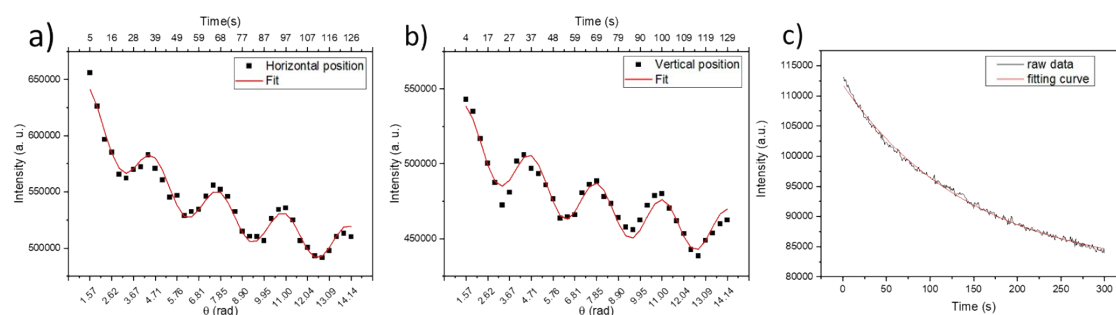 a)
Time(s)
5 16 28 39 49 59 68 77 87 97 107 116 126
Horizontal position
Fit
650000
600000
550000
500000
Intensity (a. u.)
1.57 2.62 3.67 4.71 5.76 6.81 7.85 8.90 9.95 11.00 12.04 13.09 14.14
θ (rad)
b)
Time (s)
4 17 27 37 48 59 69 79 90 100 109 119 129
Vertical position
Fit
550000
500000
450000
Intensity (a. u.)
1.57 2.62 3.67 4.71 5.76 6.81 7.85 8.90 9.95 11.00 12.04 13.09 14.14
θ (rad)
c)
raw data
fitting curve
115000
110000
105000
100000
95000
90000
85000
80000
Intensity (a.u.)
0 50 100 150 200 250 300
Time (s)